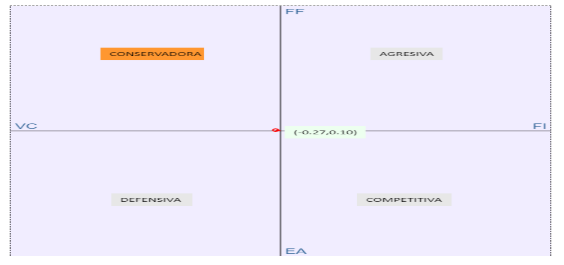 FF
CONSERVADORA
AGRESIVA
VC
FI
(-0.27,0.10)
DEFENSIVA
COMPETITIVA
EA